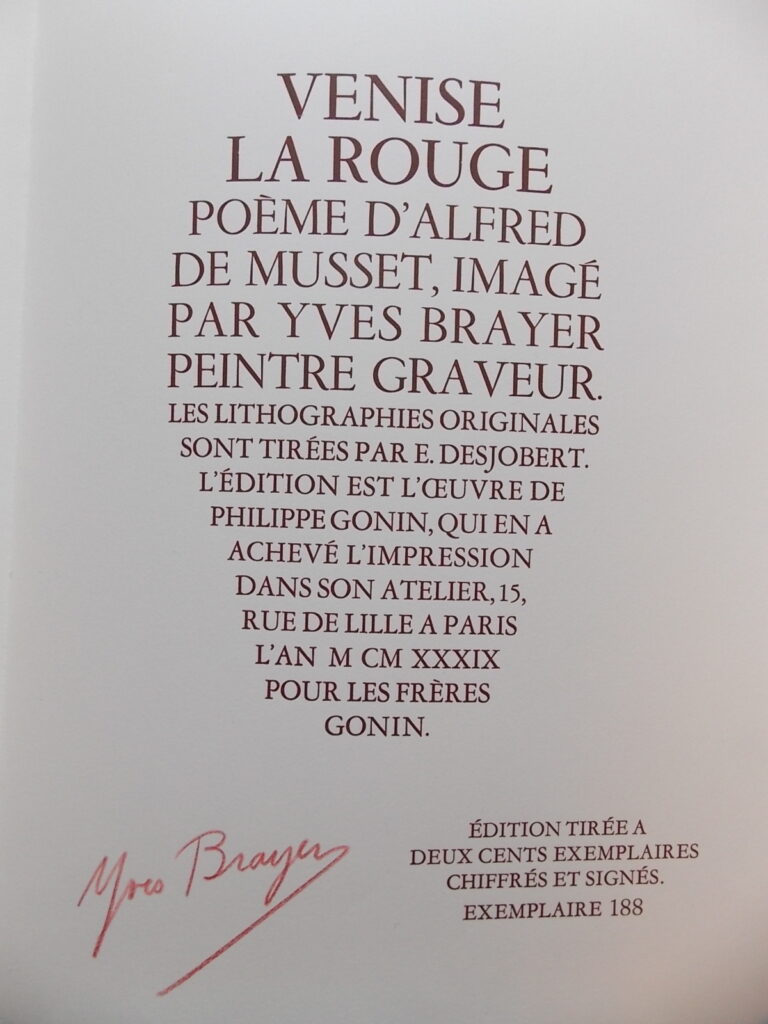 VENISE
LA ROUGE
POÈME D'ALFRED
DE MUSSET, IMAGÉ
PAR YVES BRAYER
PEINTRE GRAVEUR.
LES LITHOGRAPHIES ORIGINALES
SONT TIRÉES PAR E. DESJOBERT.
L'ÉDITION EST L'ŒUVRE DE
PHILIPPE GONIN, QUI EN A
ACHEVÉ L'IMPRESSION
DANS SON ATELIER, 15,
RUE DE LILLE A PARIS
L'AN M CM XXXIX
POUR LES FRÈRES
GONIN.
Yves Brayer
ÉDITION TIRÉE A
DEUX CENTS EXEMPLAIRES
CHIFFRÉS ET SIGNÉS.
EXEMPLAIRE 188